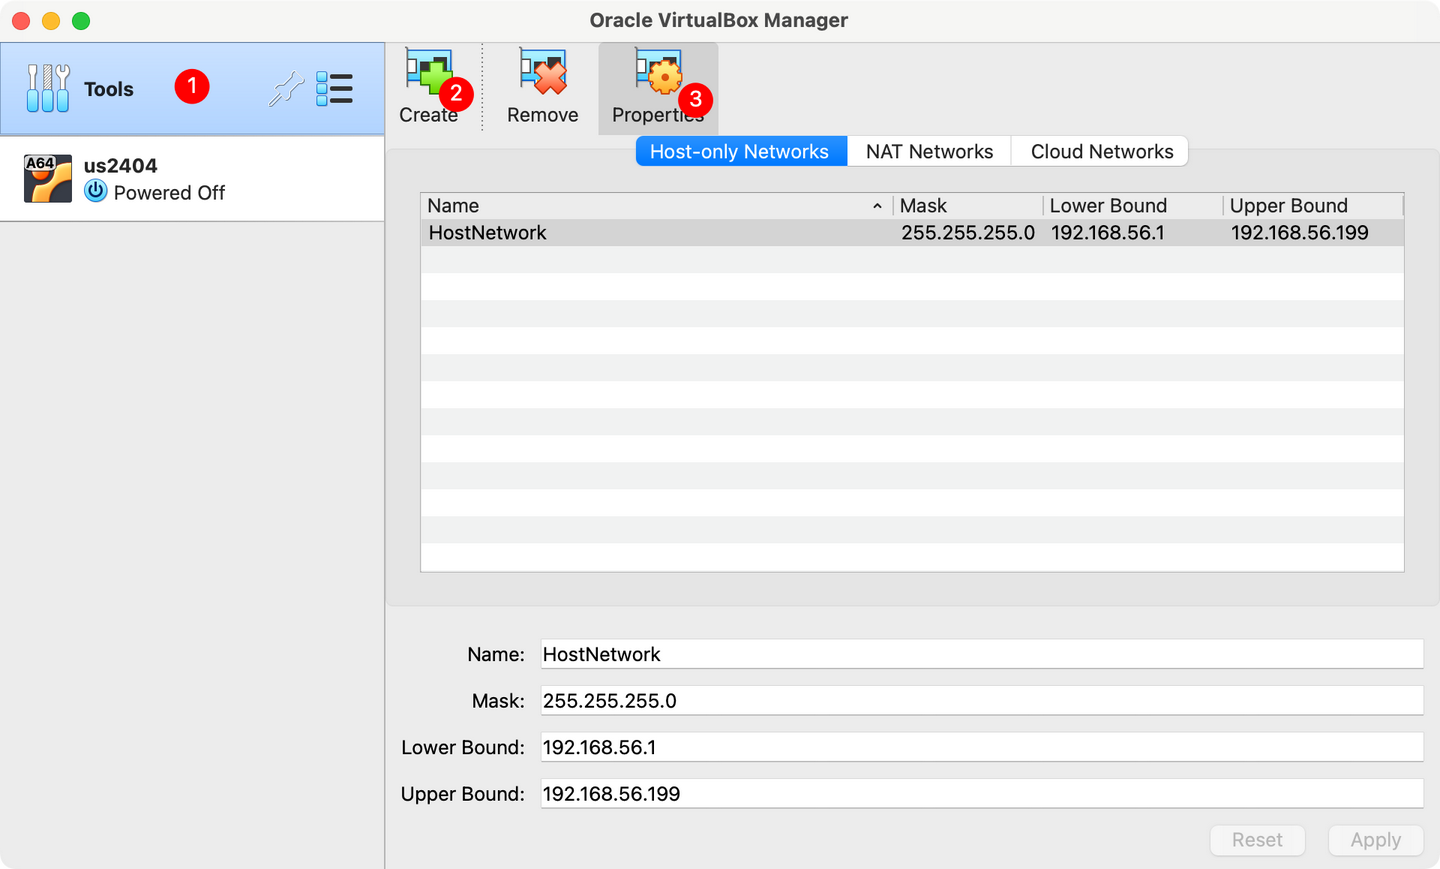 Oracle VirtualBox Manager
Tools
1
us2404
A64
Powered Off
Create
2
Remove
Properties
3
Host-only Networks
NAT Networks
Cloud Networks
Name Mask Lower Bound Upper Bound
HostNetwork 255.255.255.0 192.168.56.1 192.168.56.199
Name: HostNetwork
Mask: 255.255.255.0
Lower Bound: 192.168.56.1
Upper Bound: 192.168.56.199
Reset Apply